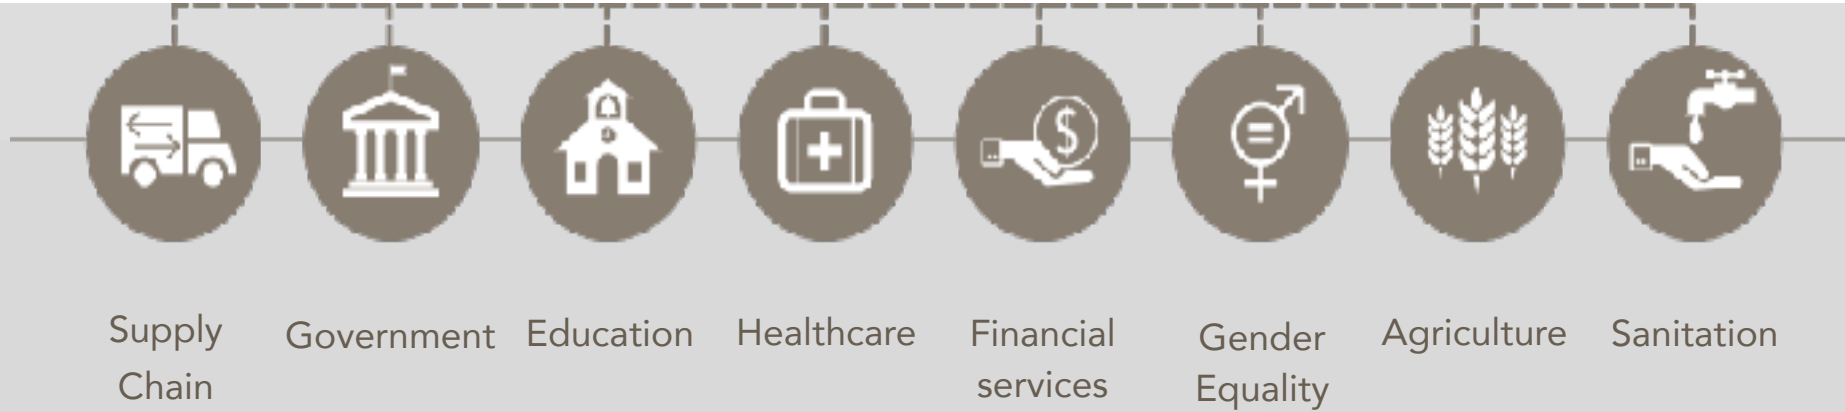 Supply
Chain
Government
Education
Healthcare
Financial
services
Gender
Equality
Agriculture
Sanitation